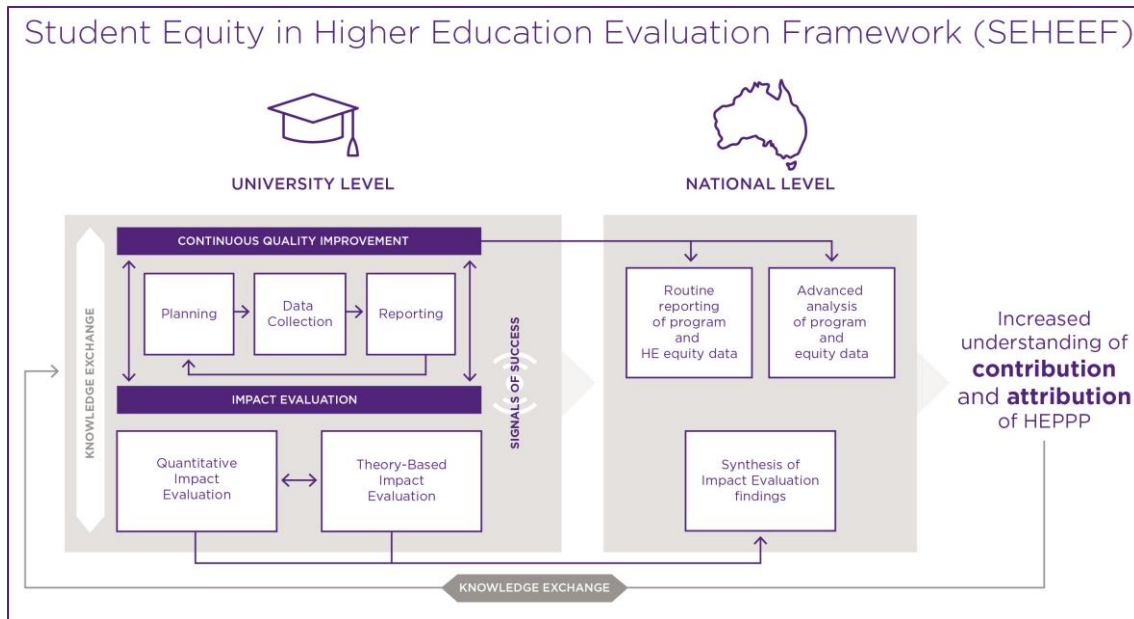 Student Equity in Higher Education Evaluation Framework (SEHEEF)
UNIVERSITY LEVEL
NATIONAL LEVEL
KNOWLEDGE EXCHANGE
CONTINUOUS QUALITY IMPROVEMENT
Planning
Data
Collection
Reporting
IMPACT EVALUATION
Quantitative
Impact
Evaluation
Theory-Based
Impact
Evaluation
SIGNALS OF SUCCESS
Routine
reporting
of program
and
HE equity data
Advanced
analysis
of program
and
equity data
Synthesis of
Impact Evaluation
findings
Increased
understanding of
contribution
and attribution
of HEPPP
KNOWLEDGE EXCHANGE